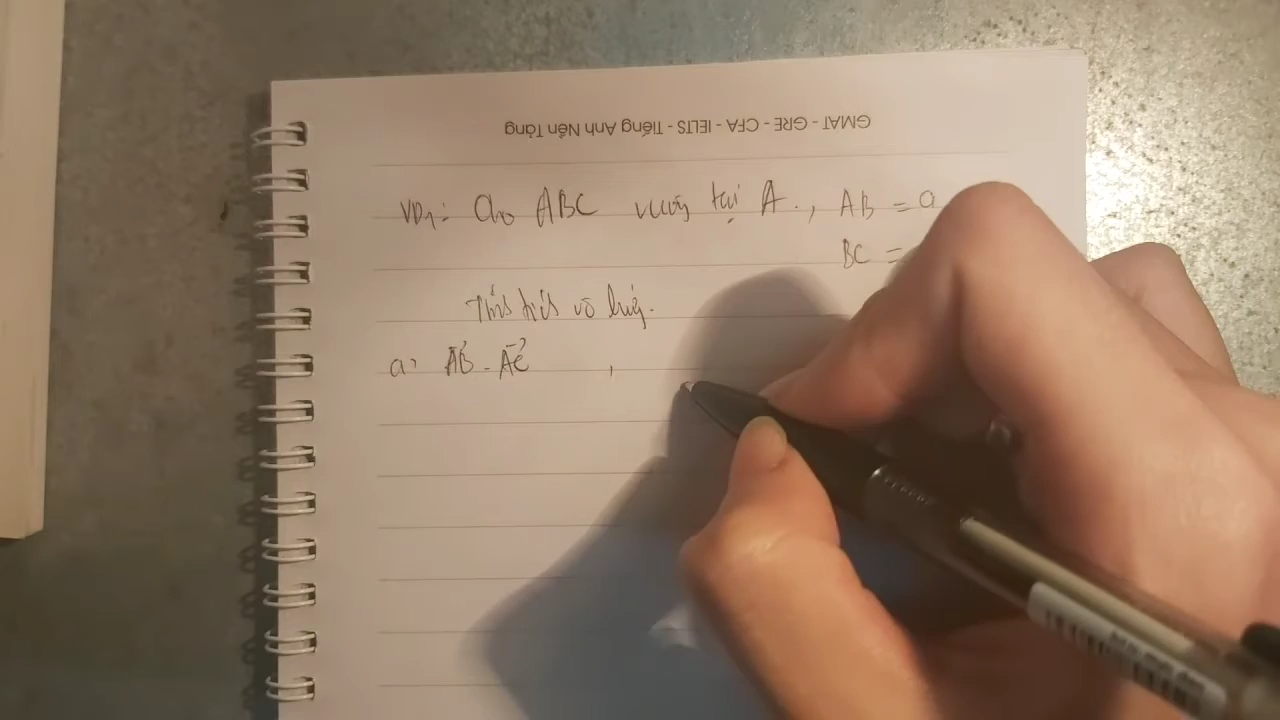 GMAT - GRE - CFA - IELTS - Tiếng Anh Nền Tảng
VD1: Cho ABC vuông tại A., AB = a
BC =
Tính tích vô hướng.
a, AB - AC ,